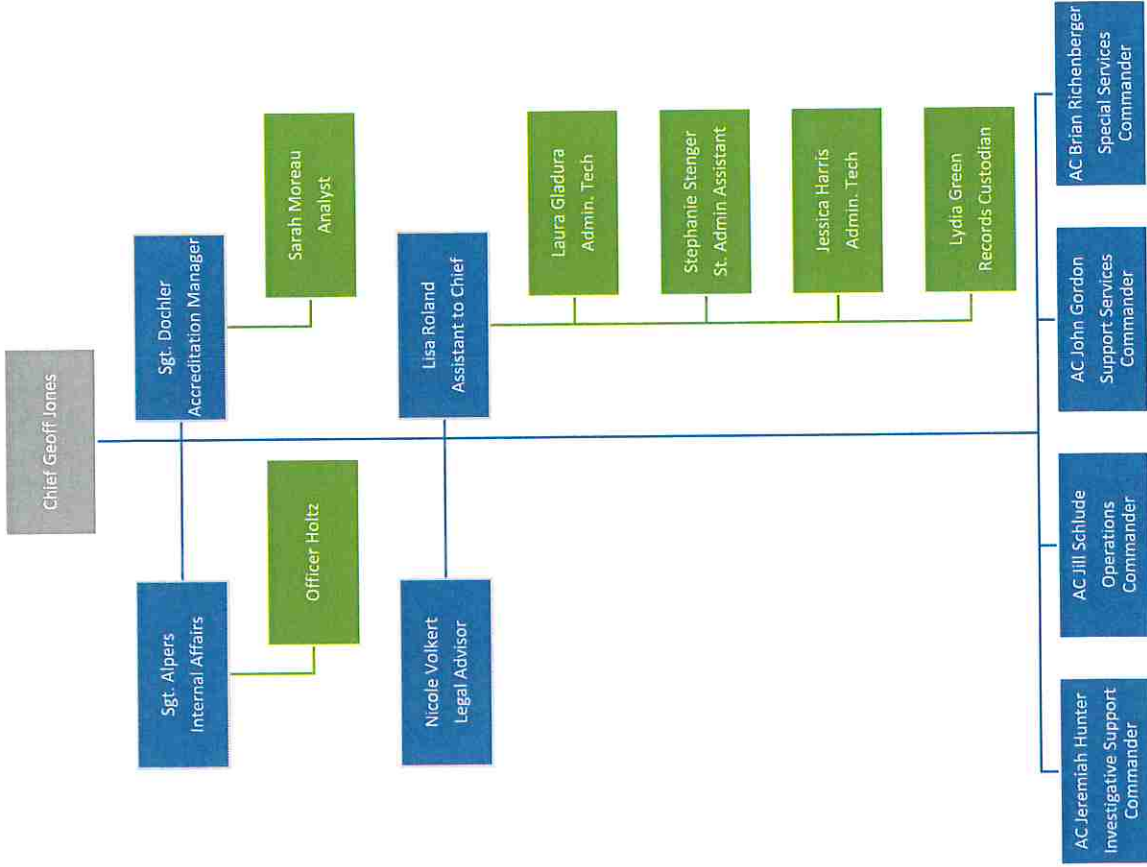 Chief Geoff Jones
Sgt. Alpers
Internal Affairs
Sgt. Dochler
Accreditation Manager
Officer Holtz
Sarah Moreau
Analyst
Nicole Volkert
Legal Advisor
Lisa Roland
Assistant to Chief
Laura Gladura
Admin. Tech
Stephanie Stenger
St. Admin Assistant
Jessica Harris
Admin. Tech
Lydia Green
Records Custodian
AC Jeremiah Hunter
Investigative Support
Commander
AC Jill Schlude
Operations
Commander
AC John Gordon
Support Services
Commander
AC Brian Richenberger
Special Services
Commander